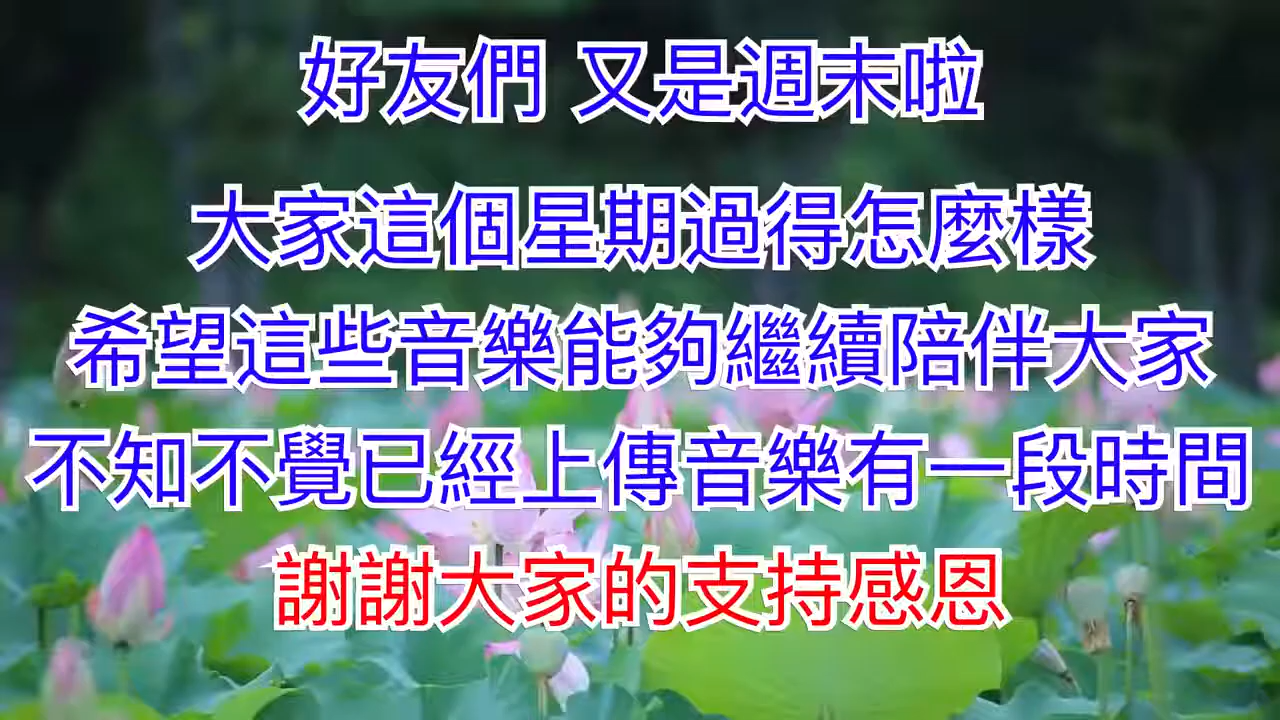 好友們 又是週末啦
大家這個星期過得怎麼樣
希望這些音樂能夠繼續陪伴大家
不知不覺已經上傳音樂有一段時間
謝謝大家的支持感恩